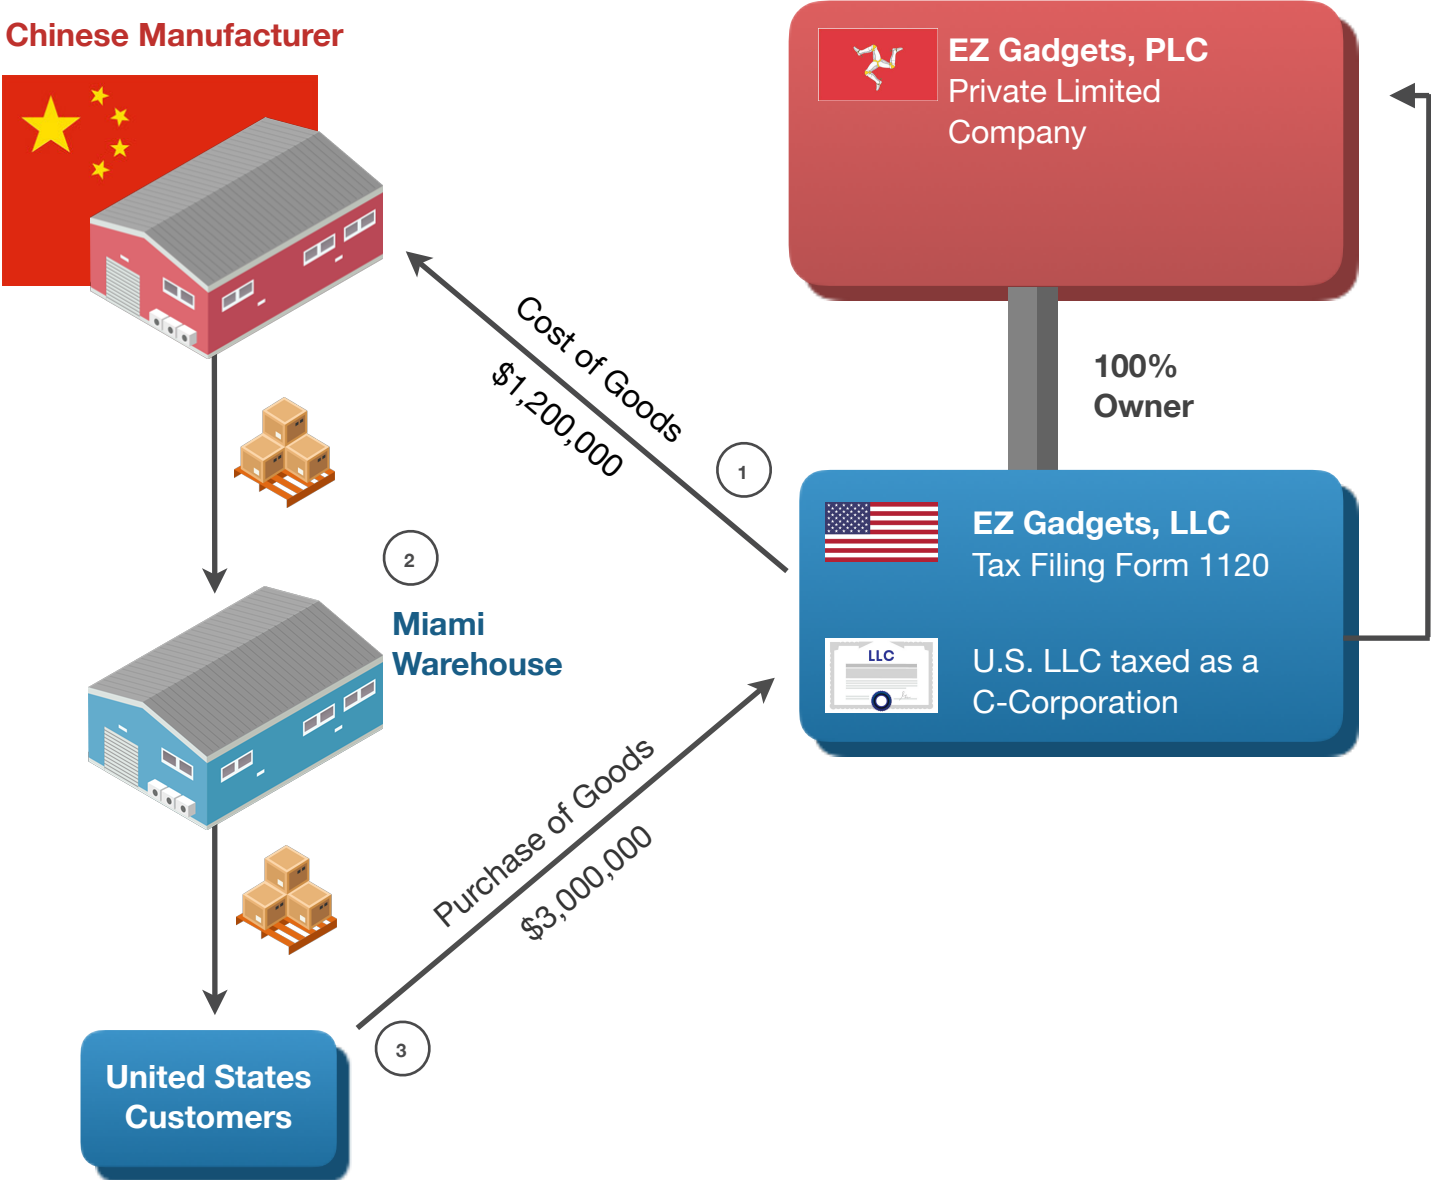 Chinese Manufacturer
EZ Gadgets, PLC
Private Limited
Company
Cost of Goods
$1,200,000
100%
Owner
1
EZ Gadgets, LLC
Tax Filing Form 1120
2
Miami
Warehouse
LLC
U.S. LLC taxed as a
C-Corporation
Purchase of Goods
$3,000,000
3
United States
Customers